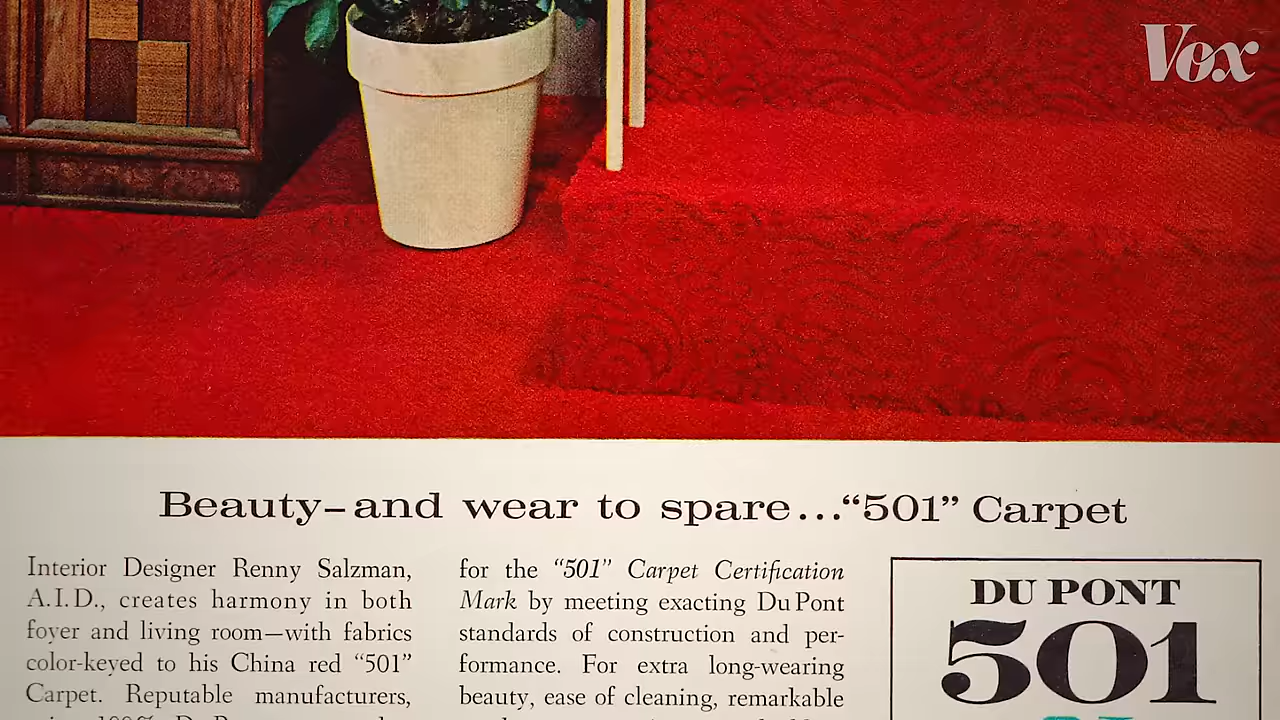 Vox
Beauty–and wear to spare...“501” Carpet
Interior Designer Renny Salzman,
A.I.D., creates harmony in both
foyer and living room—with fabrics
color-keyed to his China red “501”
Carpet. Reputable manufacturers,
for the “501” Carpet Certification
Mark by meeting exacting Du Pont
standards of construction and per-
formance. For extra long-wearing
beauty, ease of cleaning, remarkable
DU PONT
501